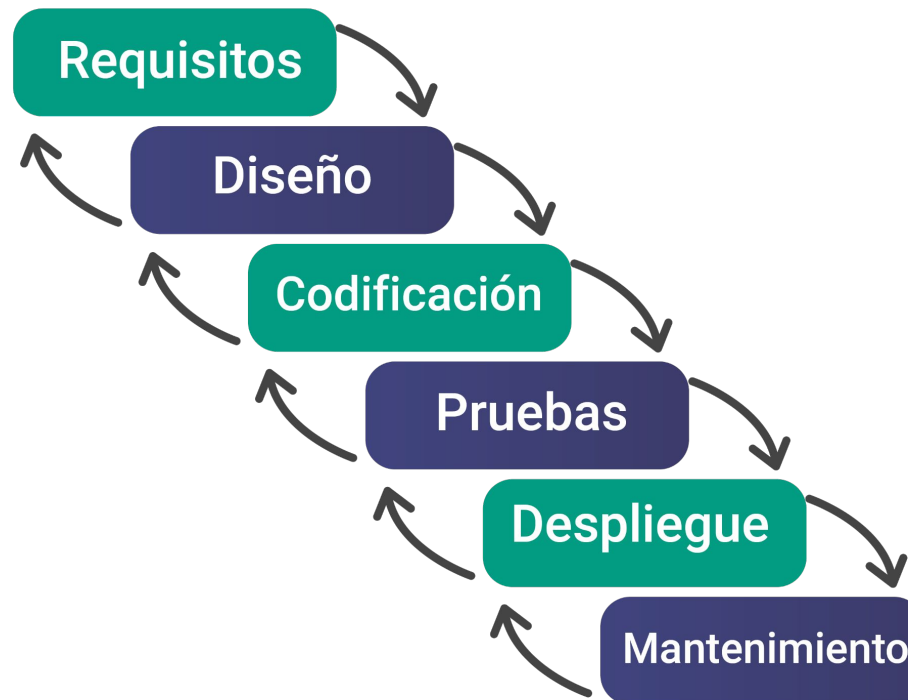 Requisitos
Diseño
Codificación
Pruebas
Despliegue
Mantenimiento